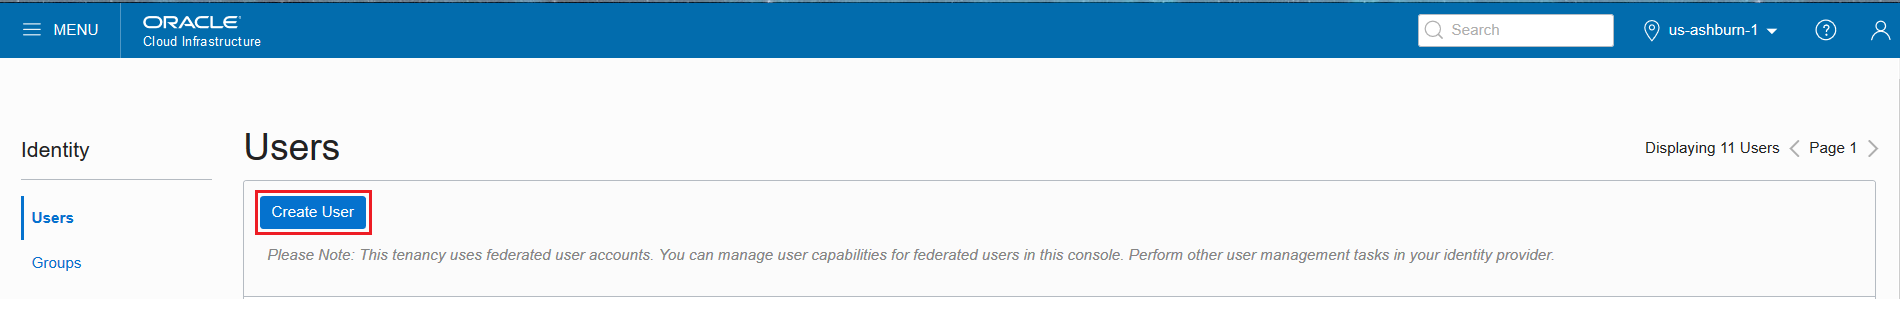 MENU
ORACLE
Cloud Infrastructure
Search
us-ashburn-1
Identity
Users
Groups
Users
Displaying 11 Users
Page 1
Create User
Please Note: This tenancy uses federated user accounts. You can manage user capabilities for federated users in this console. Perform other user management tasks in your identity provider.